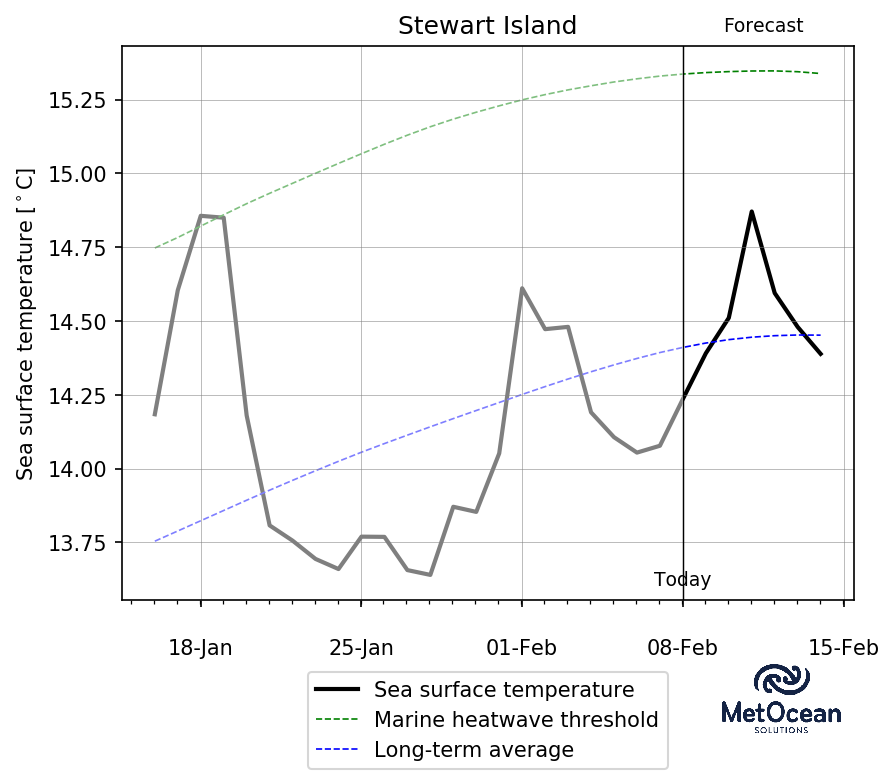 Stewart Island
Forecast
Sea surface temperature [˚C]
15.25
15.00
14.75
14.50
14.25
14.00
13.75
Today
18-Jan
25-Jan
01-Feb
08-Feb
15-Feb
Sea surface temperature
Marine heatwave threshold
Long-term average
MetOcean
SOLUTIONS